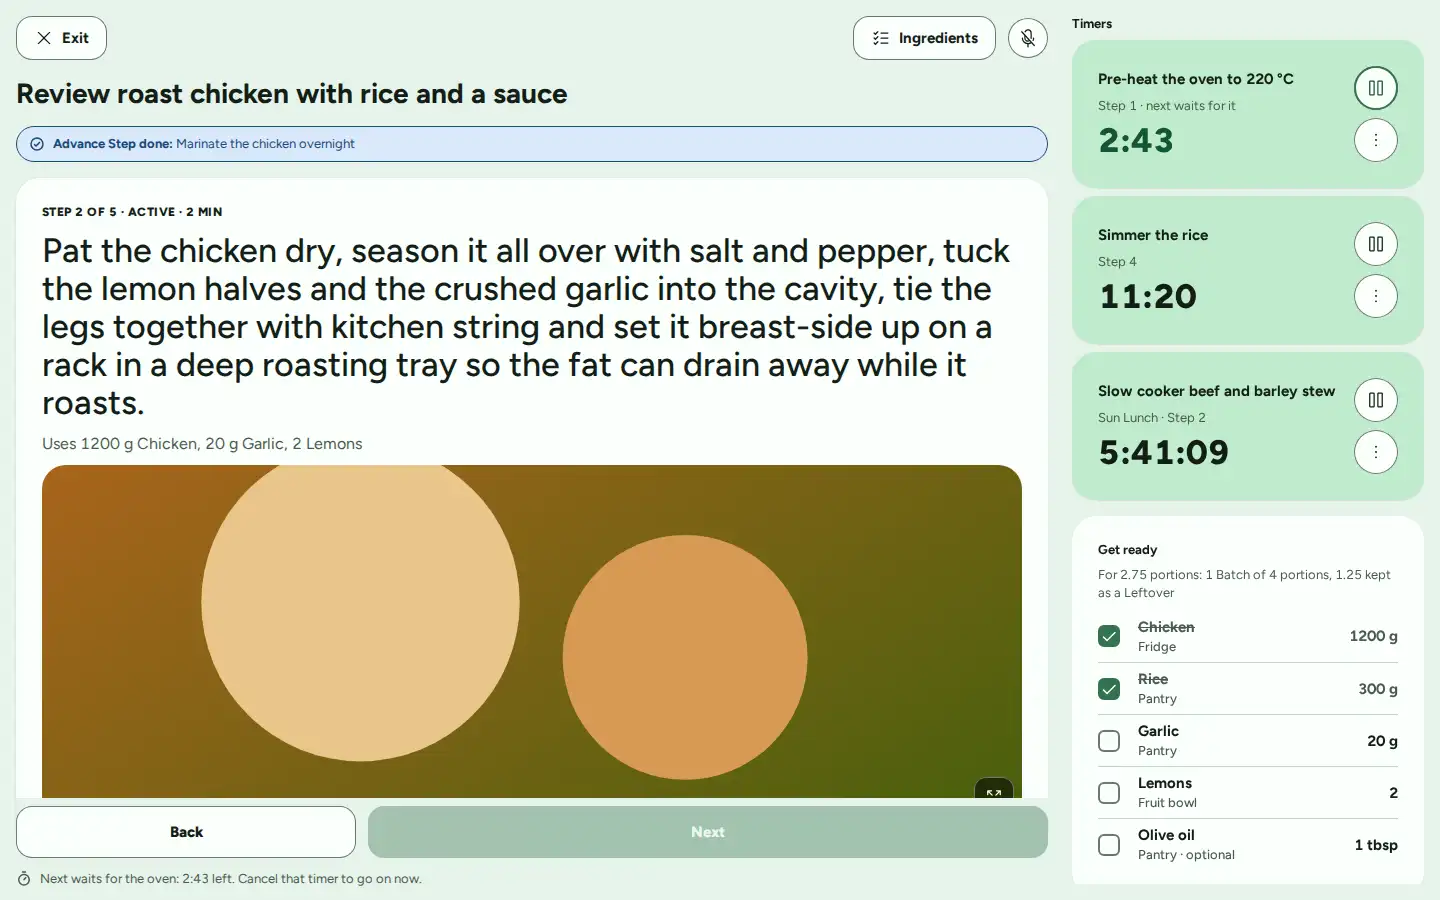 Exit
Ingredients
Review roast chicken with rice and a sauce
Advance Step done: Marinate the chicken overnight
STEP 2 OF 5 · ACTIVE · 2 MIN
Pat the chicken dry, season it all over with salt and pepper, tuck
the lemon halves and the crushed garlic into the cavity, tie the
legs together with kitchen string and set it breast-side up on a
rack in a deep roasting tray so the fat can drain away while it
roasts.
Uses 1200 g Chicken, 20 g Garlic, 2 Lemons
Back
Next
Next waits for the oven: 2:43 left. Cancel that timer to go on now.
Timers
Pre-heat the oven to 220 °C
Step 1 · next waits for it
2:43
Simmer the rice
Step 4
11:20
Slow cooker beef and barley stew
Sun Lunch · Step 2
5:41:09
Get ready
For 2.75 portions: 1 Batch of 4 portions, 1.25 kept
as a Leftover
Chicken
Fridge
1200 g
Rice
Pantry
300 g
Garlic
Pantry
20 g
Lemons
Fruit bowl
2
Olive oil
Pantry · optional
1 tbsp